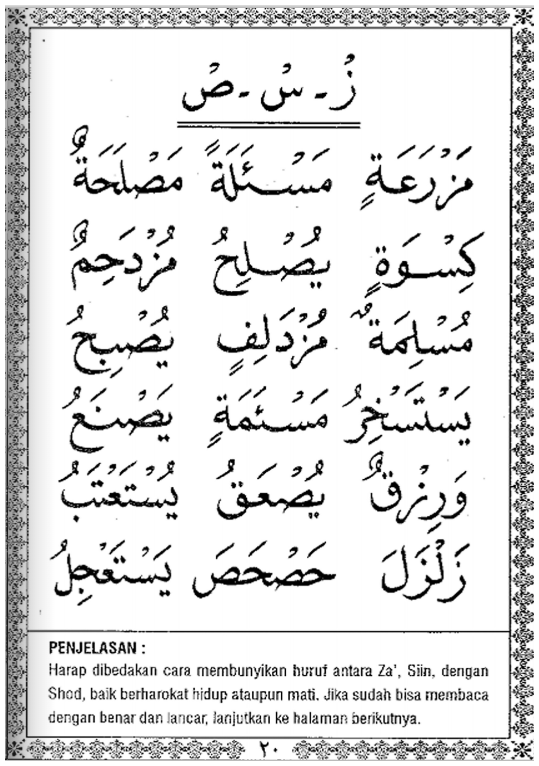 زْ - سْ - صْ
مَزْرَعَةٍ مَسْئَلَةً مَصْلَحَةٌ
كِسْوَةٍ يُصْلِحُ مُزْدَحِمٌ
مُسْلِمَةٌ مُزْدَلِفٍ يُصْبِحُ
يَسْتَسْخِرُ مَسْئَمَةٍ يَصْنَعُ
وَرِزْقٌ يُصْعَقُ يُسْتَعْتَبُ
زَلْزَلَ حَصْحَصَ يَسْتَعْجِلُ
PENJELASAN :
Harap dibedakan cara membunyikan huruf antara Za', Siin, dengan
Shod, baik berharokat hidup ataupun mati. Jika sudah bisa membaca
dengan benar dan lancar, lanjutkan ke halaman berikutnya.
٢٠